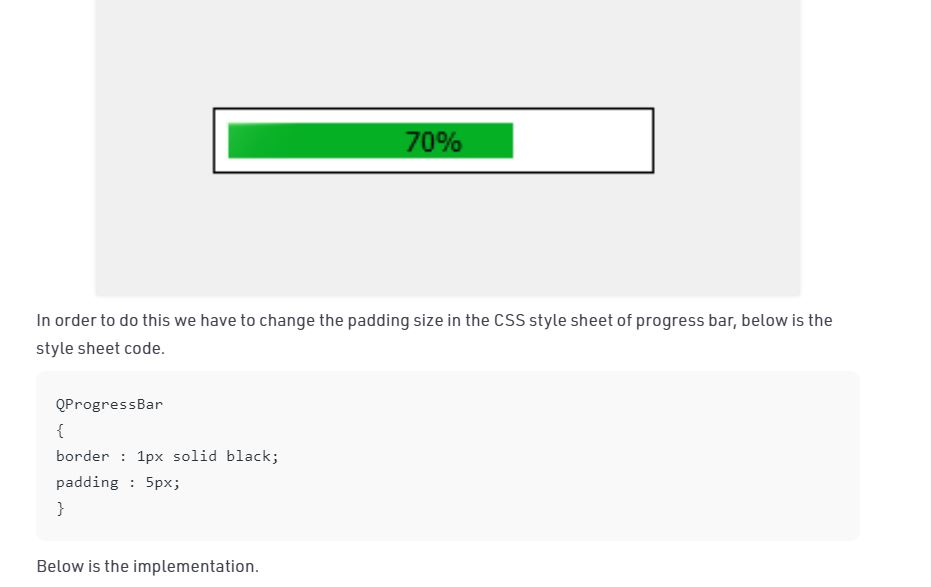 70%
In order to do this we have to change the padding size in the CSS style sheet of progress bar, below is the
style sheet code.
QProgressBar
{
border : 1px solid black;
padding : 5px;
}
Below is the implementation.